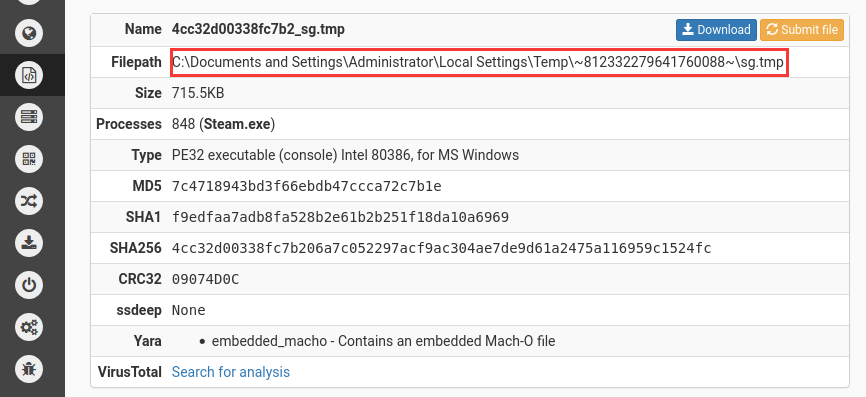 Name 4cc32d00338fc7b2_sg.tmp Download Submit file
Filepath C:\Documents and Settings\Administrator\Local Settings\Temp\~812332279641760088~\sg.tmp
Size 715.5KB
Processes 848 (Steam.exe)
Type PE32 executable (console) Intel 80386, for MS Windows
MD5 7c4718943bd3f66ebdb47ccca72c7b1e
SHA1 f9edfaa7adb8fa528b2e61b2b251f18da10a6969
SHA256 4cc32d00338fc7b206a7c052297acf9ac304ae7de9d61a2475a116959c1524fc
CRC32 09074D0C
ssdeep None
Yara • embedded_macho - Contains an embedded Mach-O file
VirusTotal Search for analysis